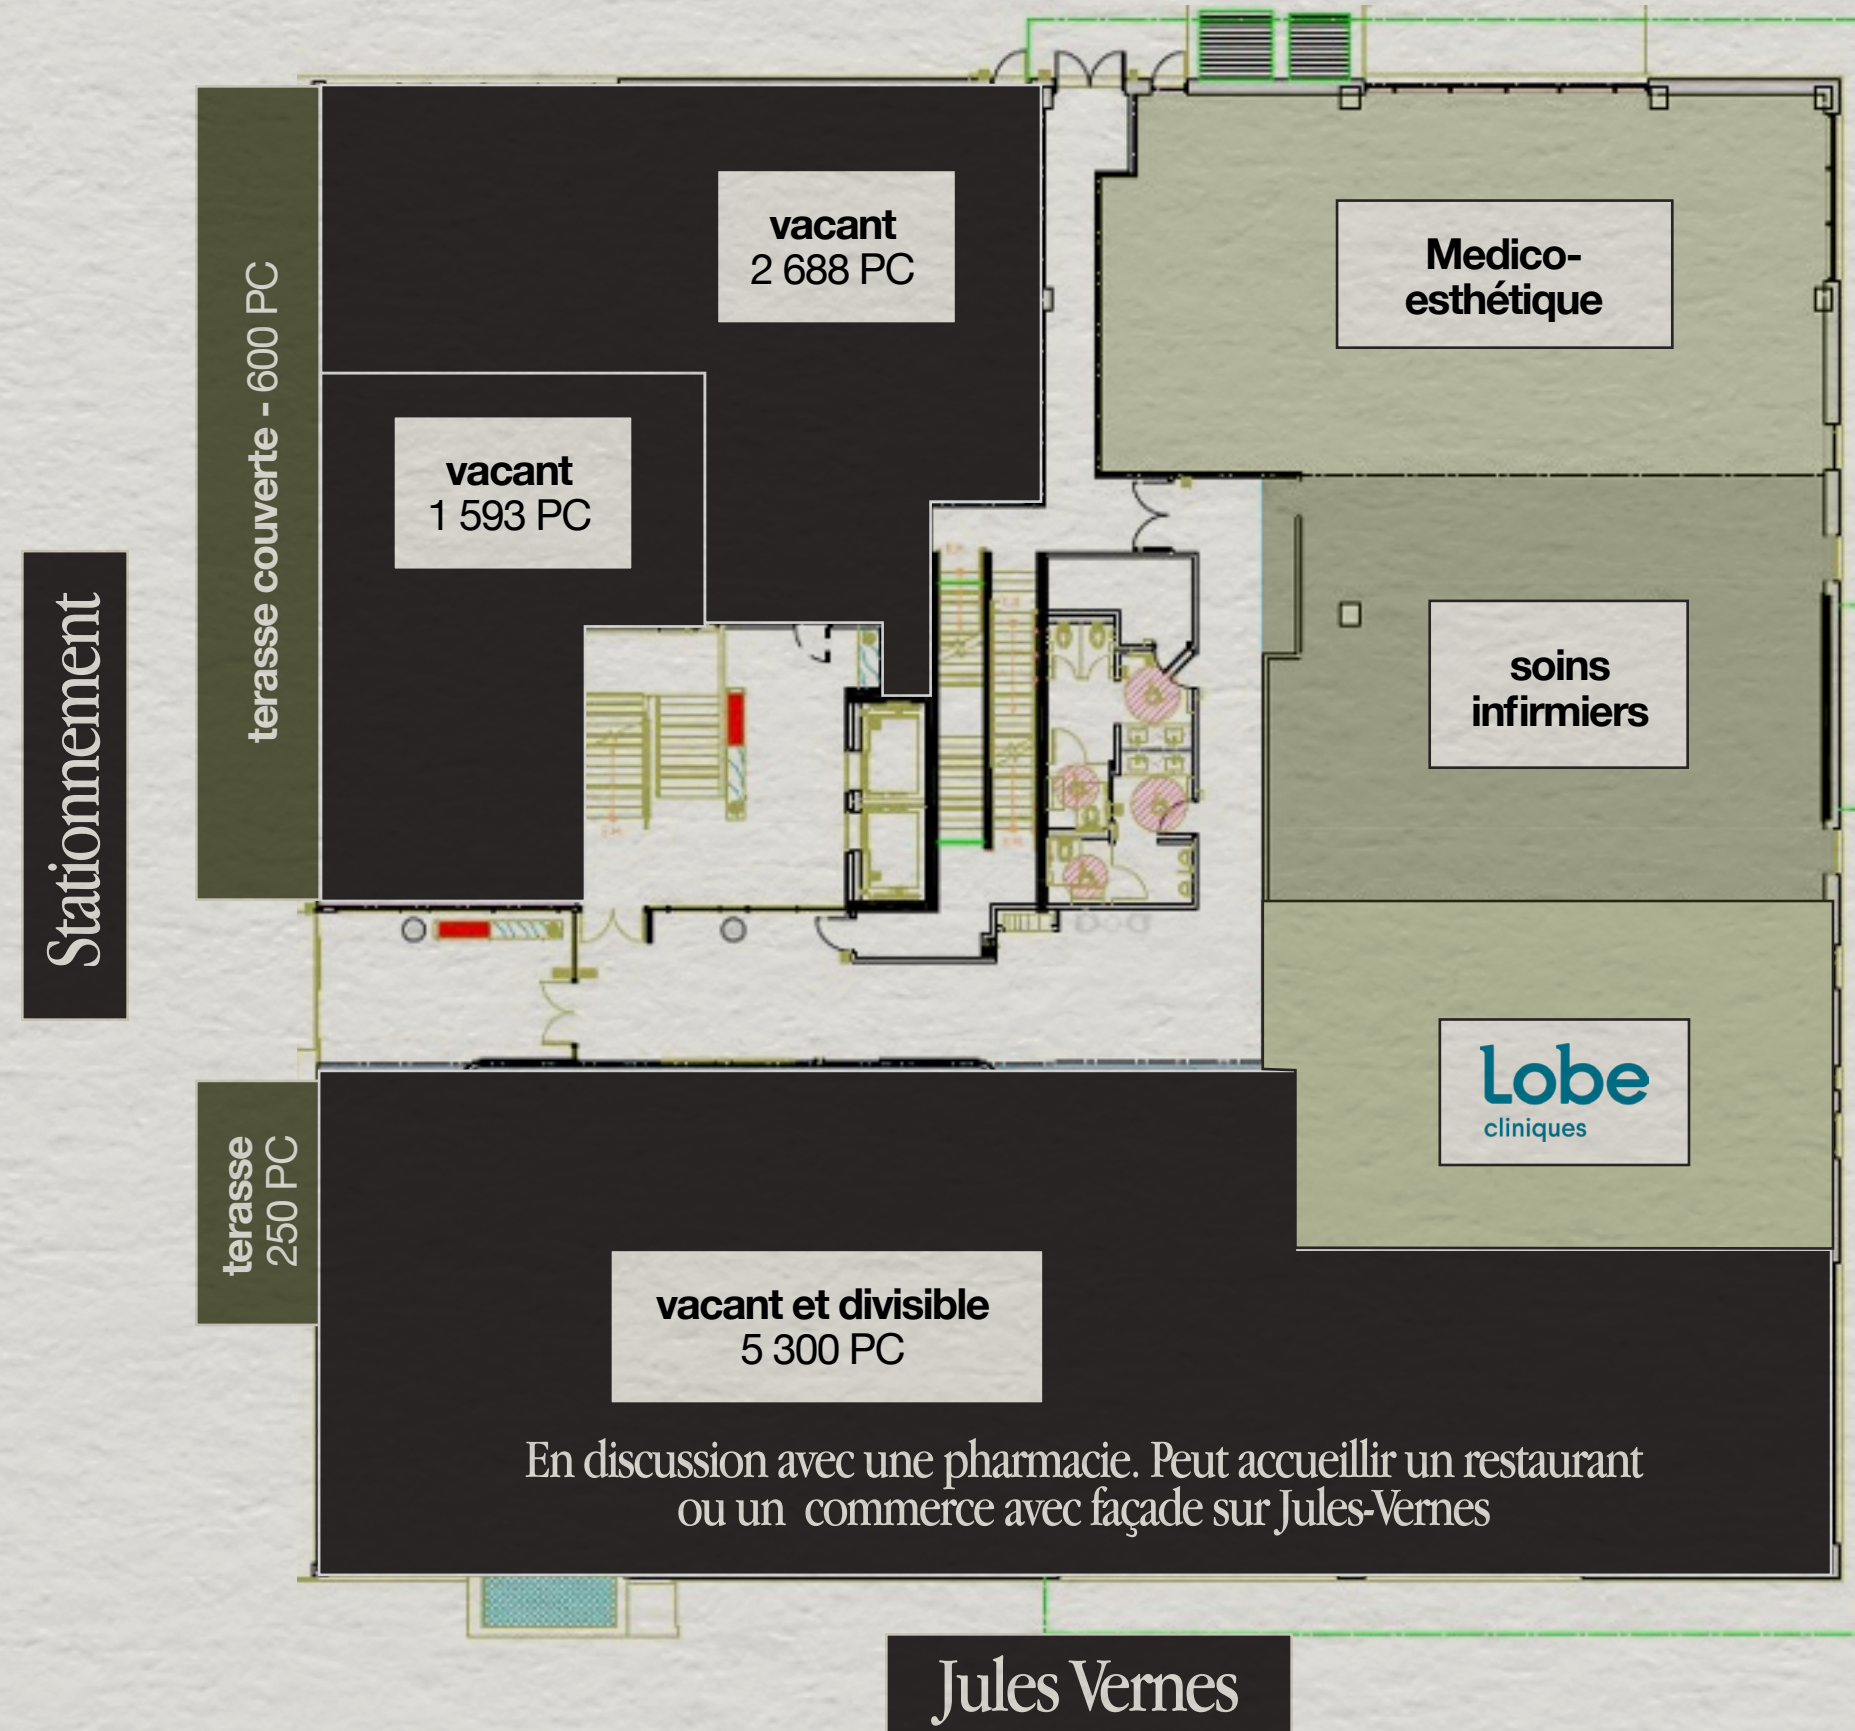 vacant
2 688 PC
Medico-
esthétique
terasse couverte - 600 PC
vacant
1 593 PC
Stationnement
soins
infirmiers
lobe
cliniques
terasse
250 PC
vacant et divisible
5 300 PC
En discussion avec une pharmacie. Peut accueillir un restaurant
ou un commerce avec façade sur Jules-Vernes
Jules Vernes